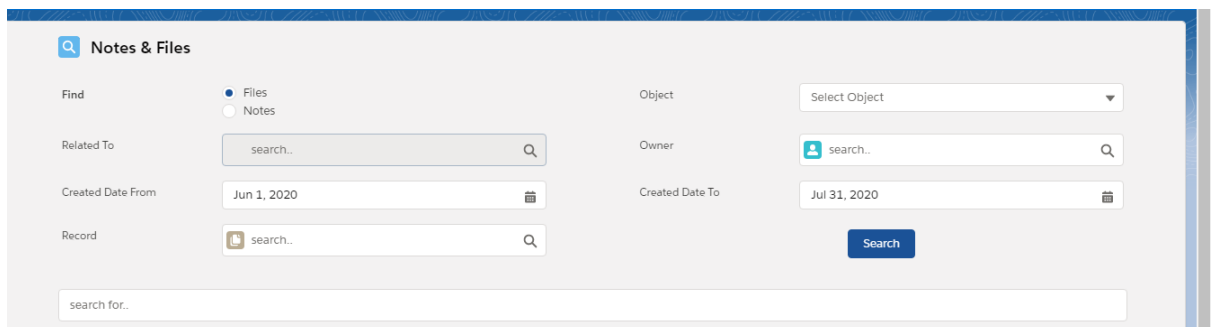 Notes & Files
Find
Files
Notes
Object
Select Object
Related To
search..
Owner
search..
Created Date From
Jun 1, 2020
Created Date To
Jul 31, 2020
Record
search..
Search
search for..